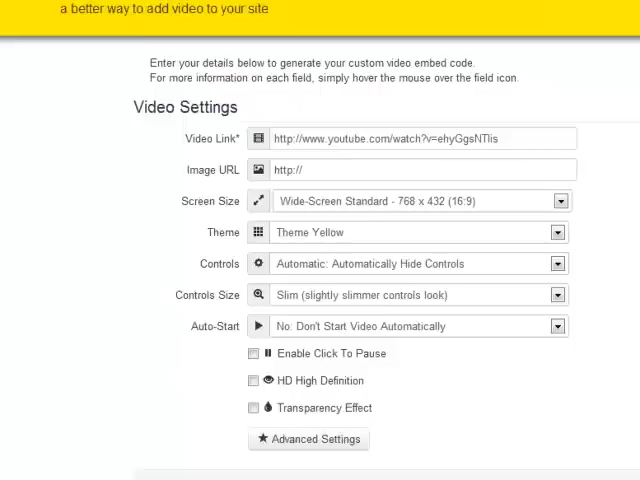 a better way to add video to your site
Enter your details below to generate your custom video embed code.
For more information on each field, simply hover the mouse over the field icon.
Video Settings
Video Link* http://www.youtube.com/watch?v=ehyGgsNTlis
Image URL http://
Screen Size Wide-Screen Standard - 768 x 432 (16:9)
Theme Theme Yellow
Controls Automatic: Automatically Hide Controls
Controls Size Slim (slightly slimmer controls look)
Auto-Start No: Don't Start Video Automatically
Enable Click To Pause
HD High Definition
Transparency Effect
Advanced Settings